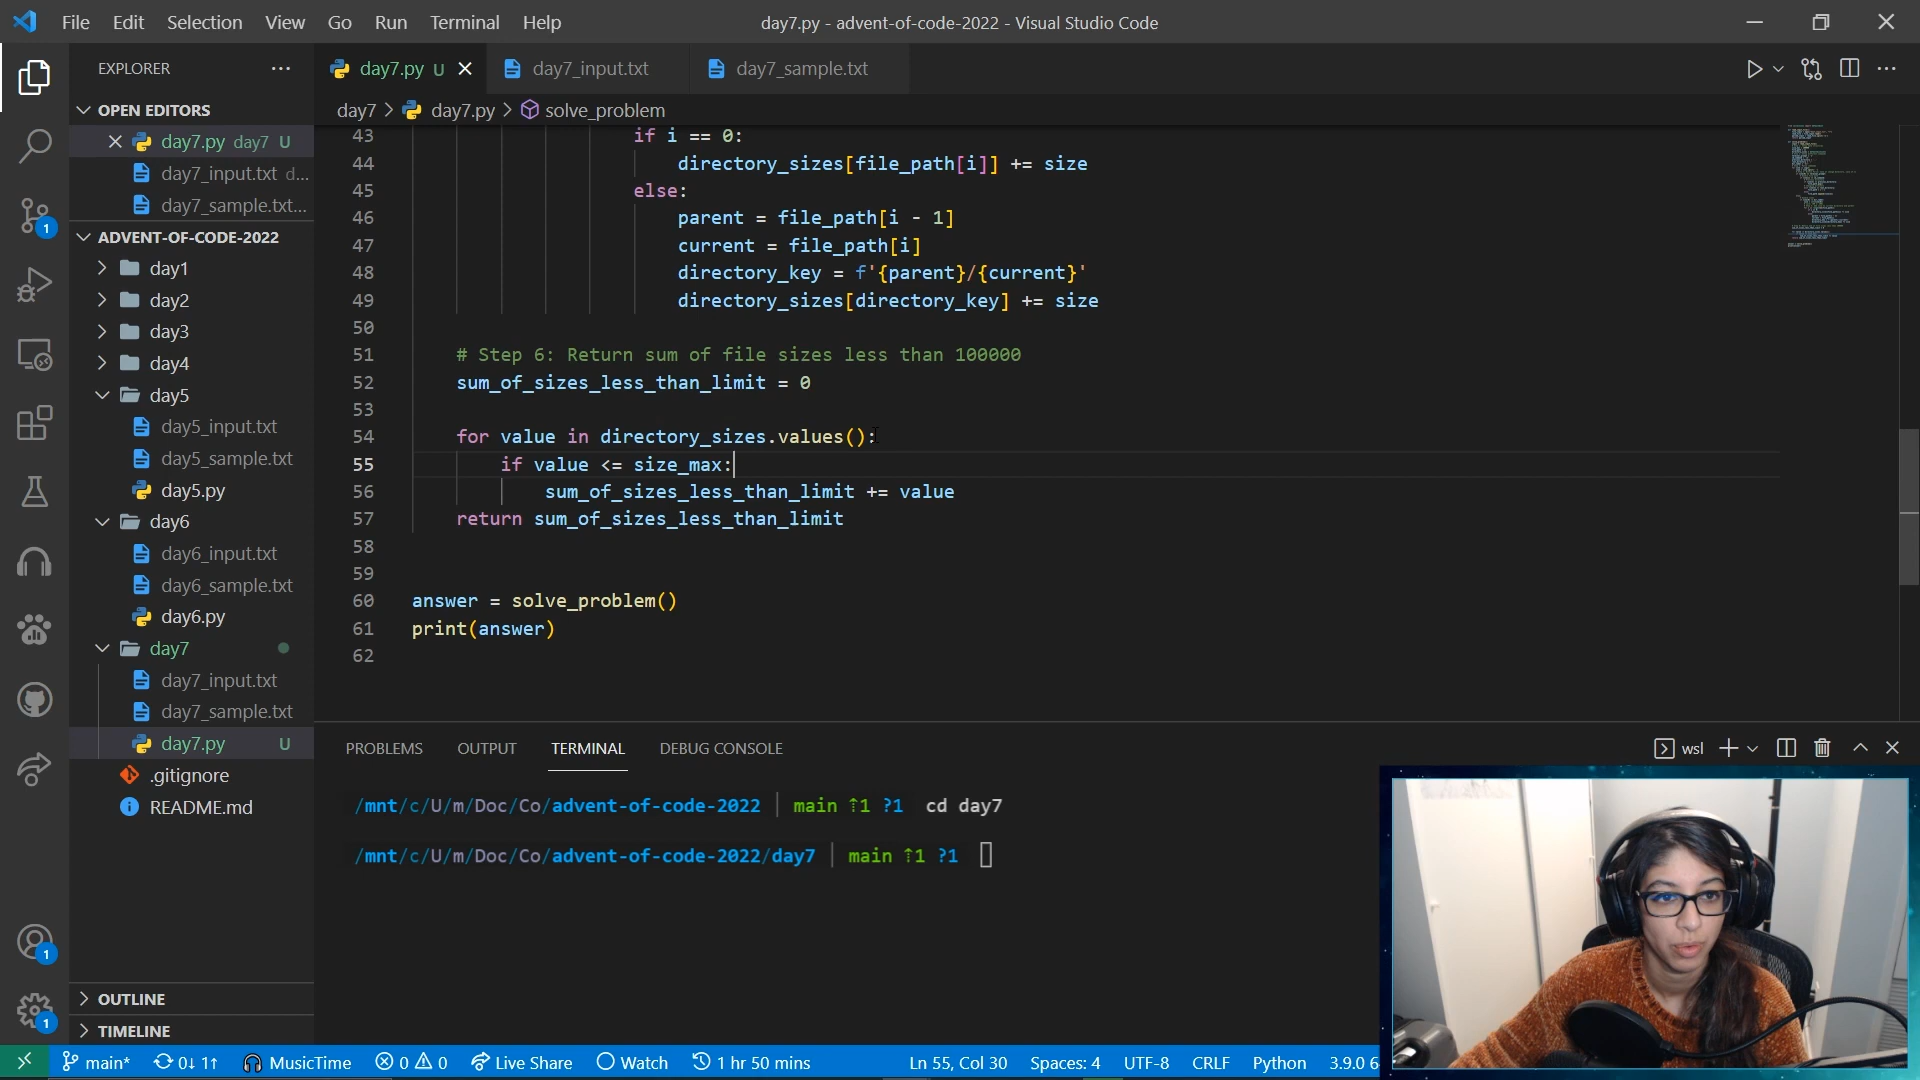 File Edit Selection View Go Run Terminal Help
day7.py - advent-of-code-2022 - Visual Studio Code
EXPLORER
OPEN EDITORS
day7.py day7 U
day7_input.txt d...
day7_sample.txt...
ADVENT-OF-CODE-2022
day1
day2
day3
day4
day5
day5_input.txt
day5_sample.txt
day5.py
day6
day6_input.txt
day6_sample.txt
day6.py
day7
day7_input.txt
day7_sample.txt
day7.py U
.gitignore
README.md
OUTLINE
TIMELINE
1
1
1
day7.py U
day7_input.txt
day7_sample.txt
day7 > day7.py > solve_problem
43 if i == 0:
44 directory_sizes[file_path[i]] += size
45 else:
46 parent = file_path[i - 1]
47 current = file_path[i]
48 directory_key = f'{parent}/{current}'
49 directory_sizes[directory_key] += size
50
51 # Step 6: Return sum of file sizes less than 100000
52 sum_of_sizes_less_than_limit = 0
53
54 for value in directory_sizes.values():
55 if value <= size_max:
56 sum_of_sizes_less_than_limit += value
57 return sum_of_sizes_less_than_limit
58
59
60 answer = solve_problem()
61 print(answer)
62
PROBLEMS OUTPUT TERMINAL DEBUG CONSOLE
wsl
/mnt/c/U/m/Doc/Co/advent-of-code-2022 | main ⇡1 ?1 cd day7
/mnt/c/U/m/Doc/Co/advent-of-code-2022/day7 | main ⇡1 ?1
main* 0↓ 1↑ MusicTime 0 0 Live Share Watch 1 hr 50 mins Ln 55, Col 30 Spaces: 4 UTF-8 CRLF Python 3.9.0 6